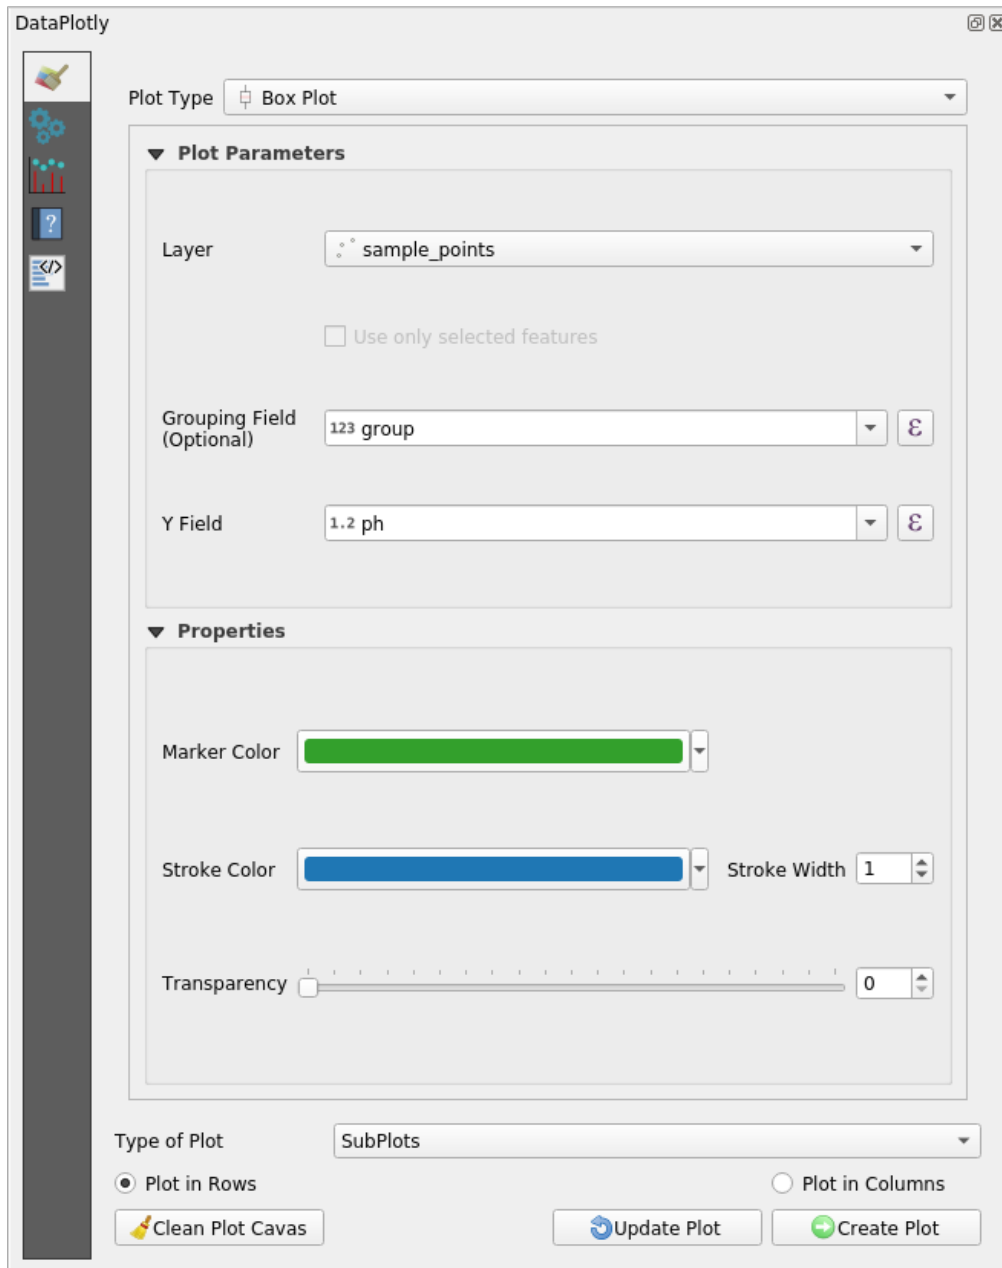 DataPlotly
Plot Type Box Plot
Plot Parameters
Layer sample_points
Use only selected features
Grouping Field
(Optional)
123 group ε
Y Field 1.2 ph ε
Properties
Marker Color
Stroke Color Stroke Width 1
Transparency 0
Type of Plot SubPlots
Plot in Rows Plot in Columns
Clean Plot Cavas Update Plot Create Plot